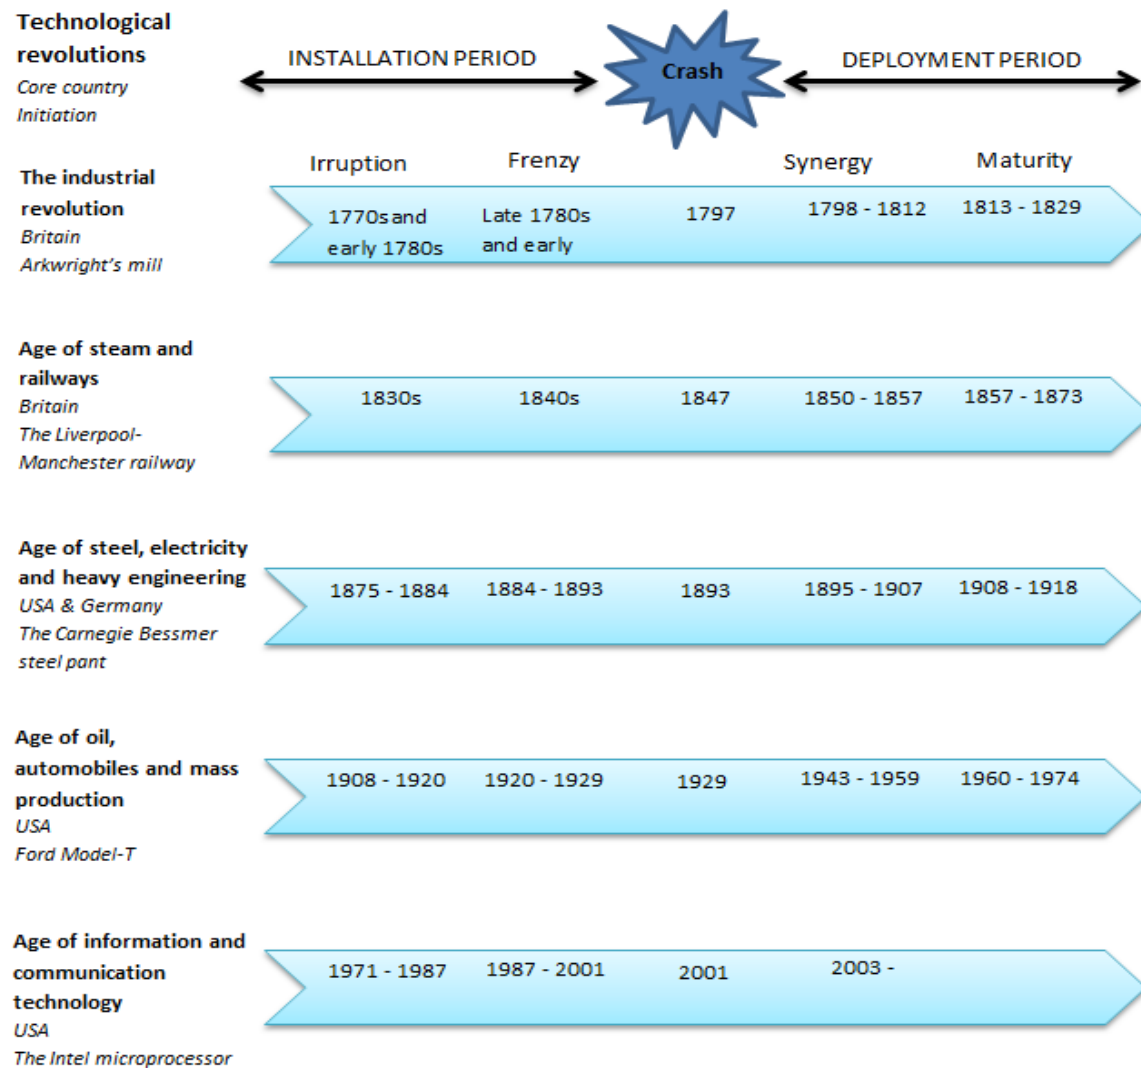 Technological
revolutions
Core country
Initiation
INSTALLATION PERIOD
Crash
DEPLOYMENT PERIOD
Irruption
Frenzy
Synergy
Maturity
The industrial
revolution
Britain
Arkwright's mill
1770s and
early 1780s
Late 1780s
and early
1797
1798 - 1812
1813 - 1829
Age of steam and
railways
Britain
The Liverpool-
Manchester railway
1830s
1840s
1847
1850 - 1857
1857 - 1873
Age of steel, electricity
and heavy engineering
USA & Germany
The Carnegie Bessmer
steel pant
1875 - 1884
1884 - 1893
1893
1895 - 1907
1908 - 1918
Age of oil,
automobiles and mass
production
USA
Ford Model-T
1908 - 1920
1920 - 1929
1929
1943 - 1959
1960 - 1974
Age of information and
communication
technology
USA
The Intel microprocessor
1971 - 1987
1987 - 2001
2001
2003 -